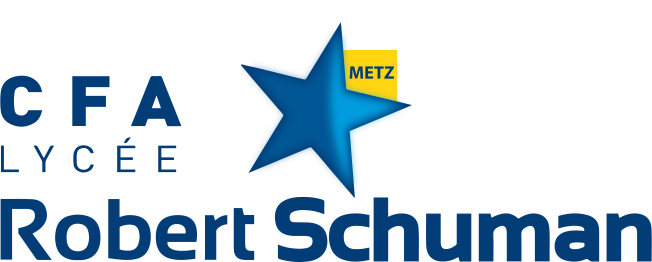 METZ
CFA
LYCÉE
Robert Schuman